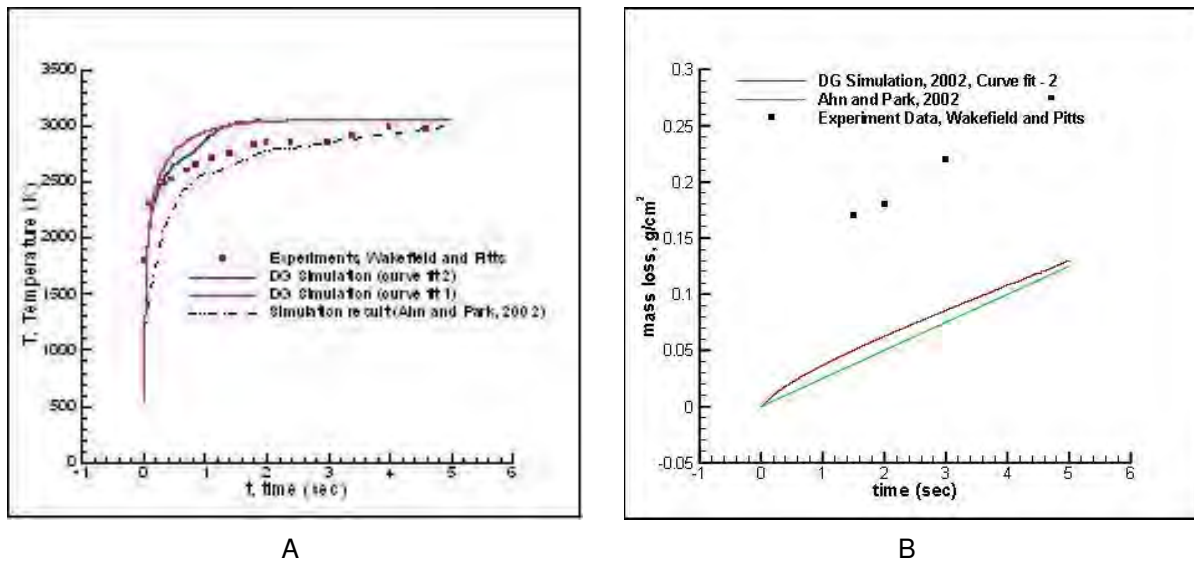 3500
3000
2500
2000
1500
1000
500
0
T, Temperature (K)
Experiments, Wakefield and Pitts
DG Simulation (curve fit 2)
DG Simulation (curve fit 1)
Simulation result (Ahn and Park, 2002)
-1 0 1 2 3 4 5 6
t, time (sec)
A
0.3
0.25
0.2
0.15
0.1
0.05
0
-0.05
mass loss, g/cm²
DG Simulation, 2002, Curve fit - 2
Ahn and Park, 2002
Experiment Data, Wakefield and Pitts
-1 0 1 2 3 4 5 6
time (sec)
B